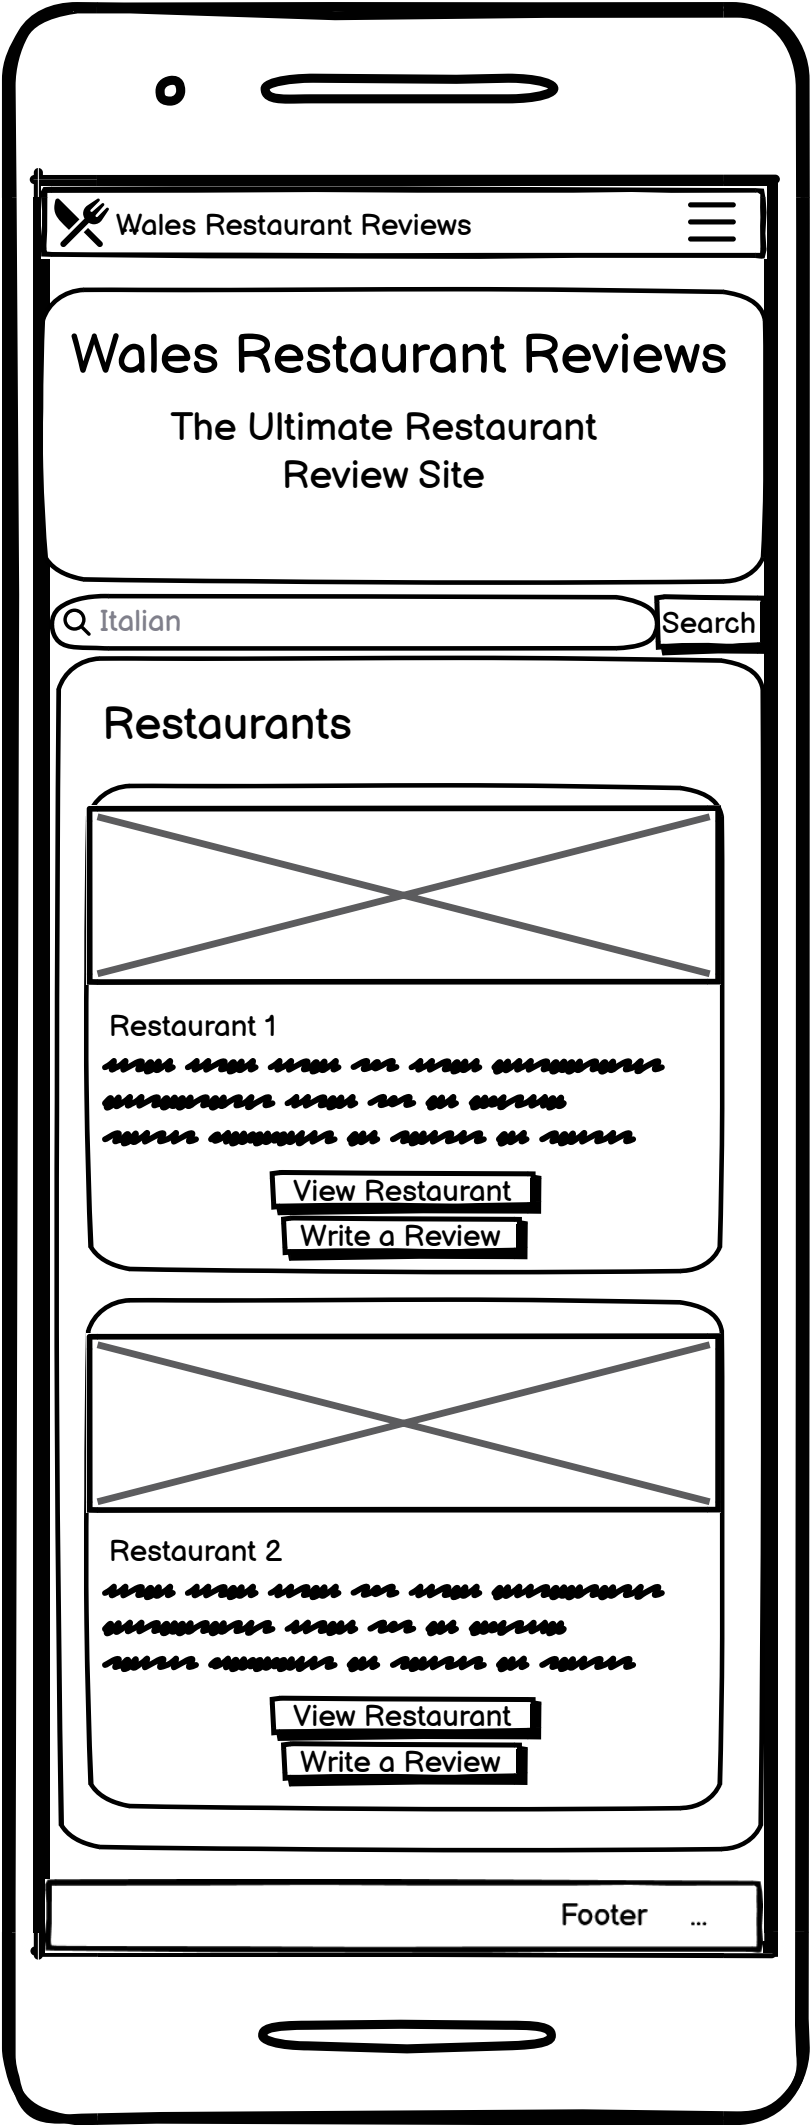 Wales Restaurant Reviews
Wales Restaurant Reviews
The Ultimate Restaurant
Review Site
Italian
Search
Restaurants
Restaurant 1
View Restaurant
Write a Review
Restaurant 2
View Restaurant
Write a Review
Footer ...